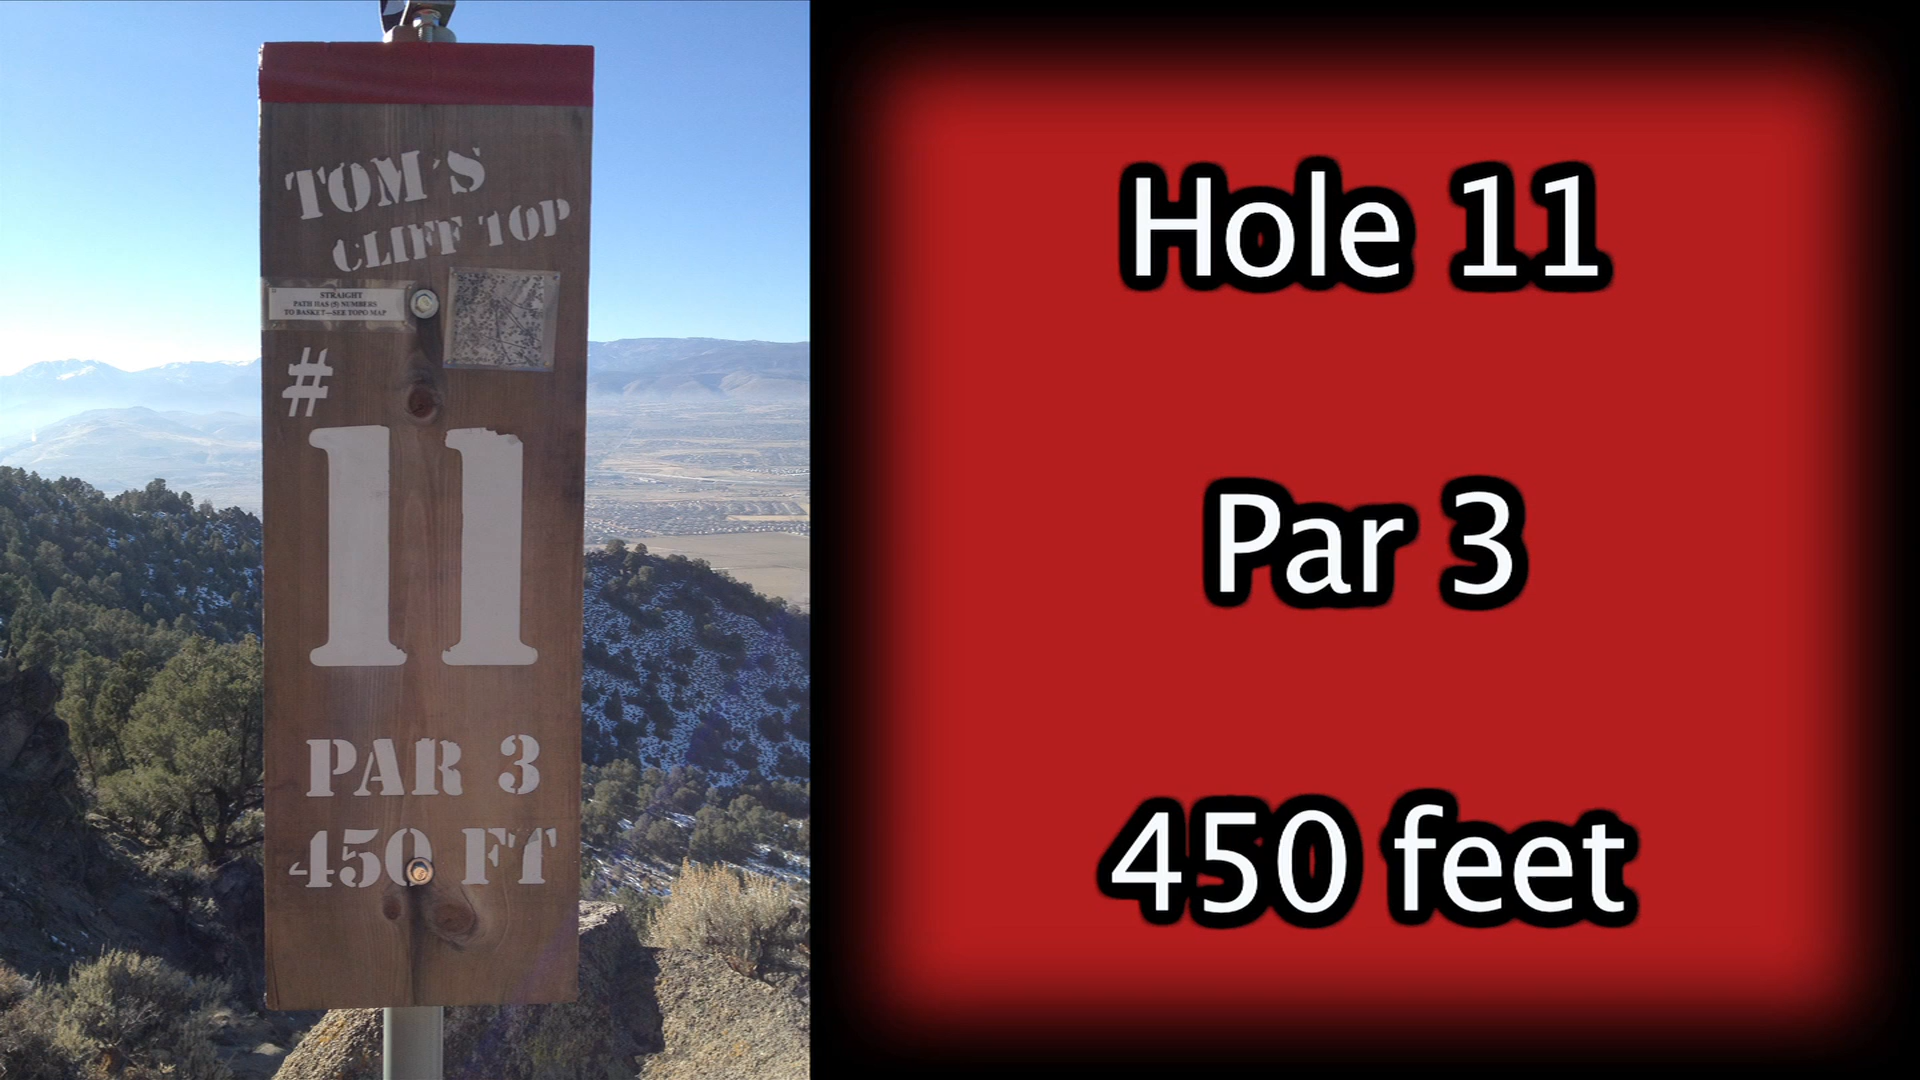 TOM'S
CLIFF TOP
STRAIGHT
PATH HAS (5) NUMBERS
TO BASKET—SEE TOPO MAP
#
11
PAR 3
450 FT
Hole 11
Par 3
450 feet